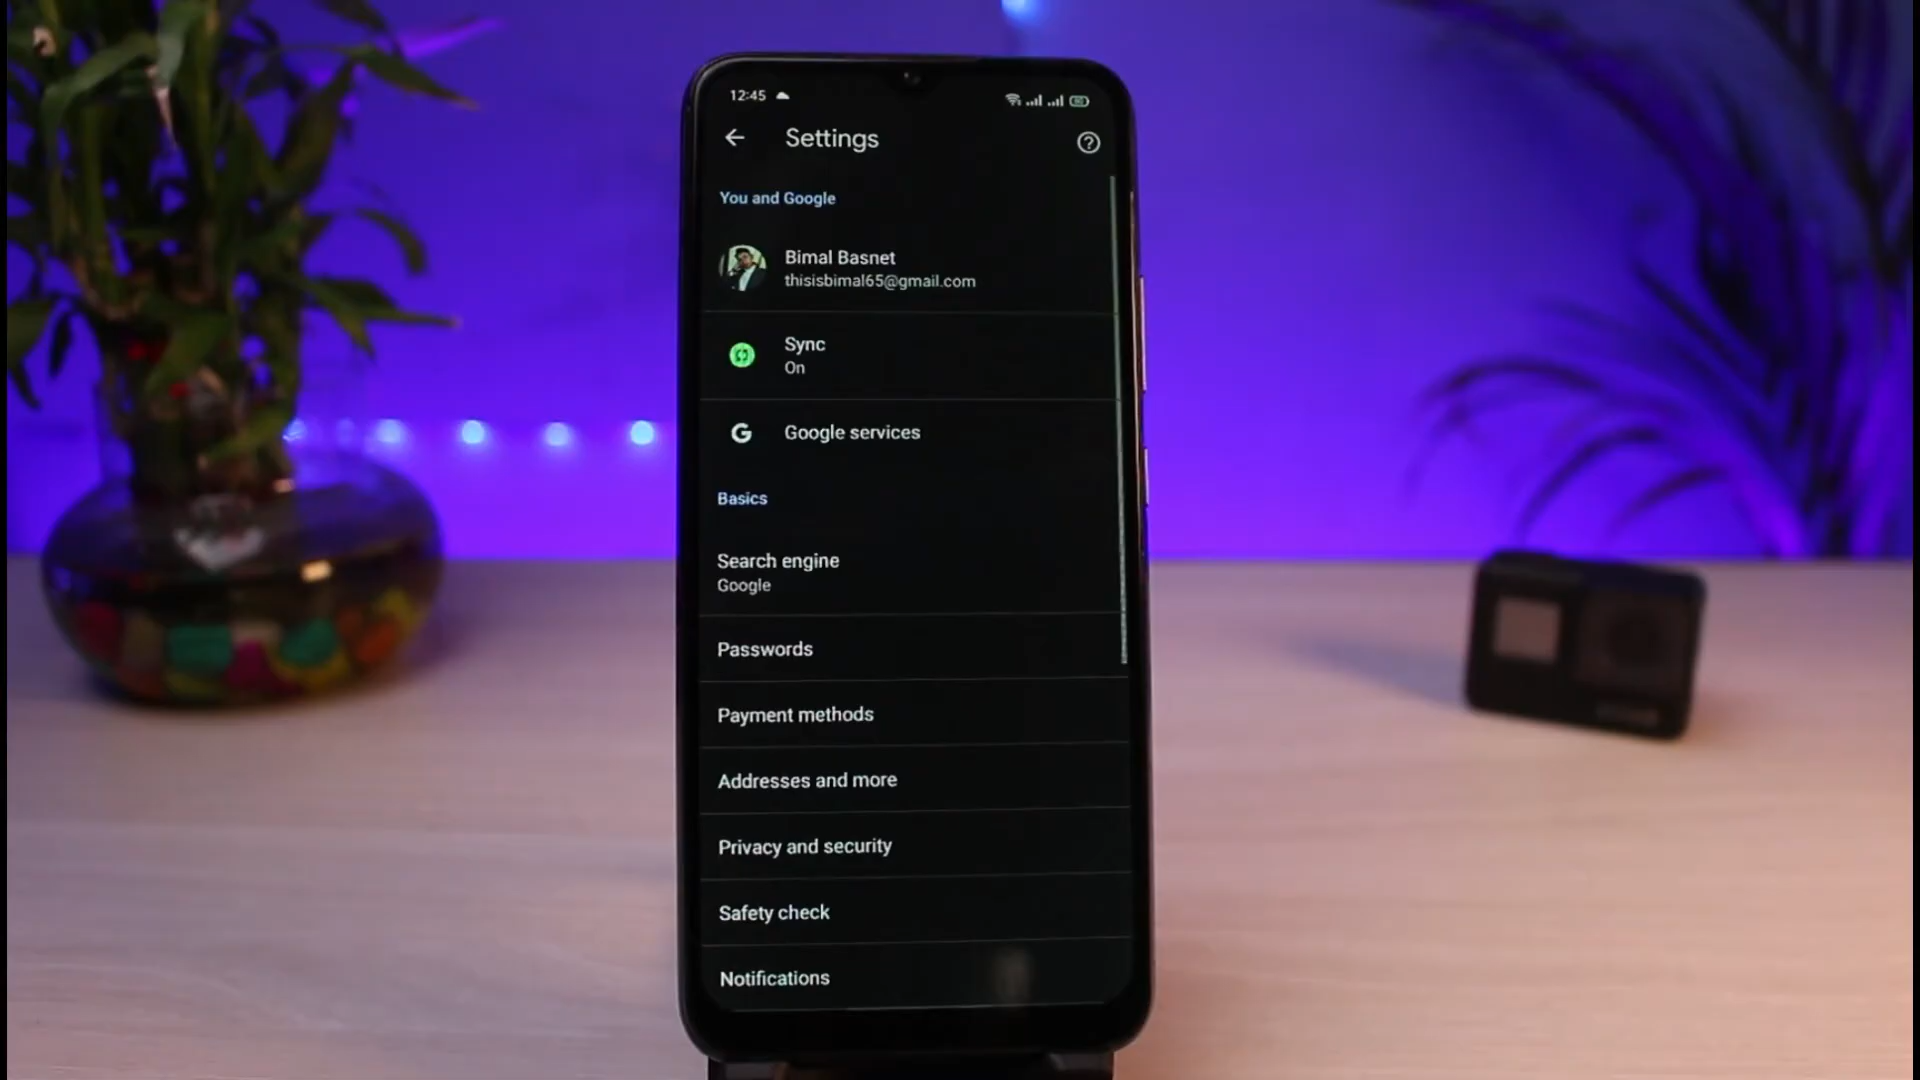 12:45
Settings
You and Google
Bimal Basnet
thisisbimal65@gmail.com
Sync
On
Google services
Basics
Search engine
Google
Passwords
Payment methods
Addresses and more
Privacy and security
Safety check
Notifications